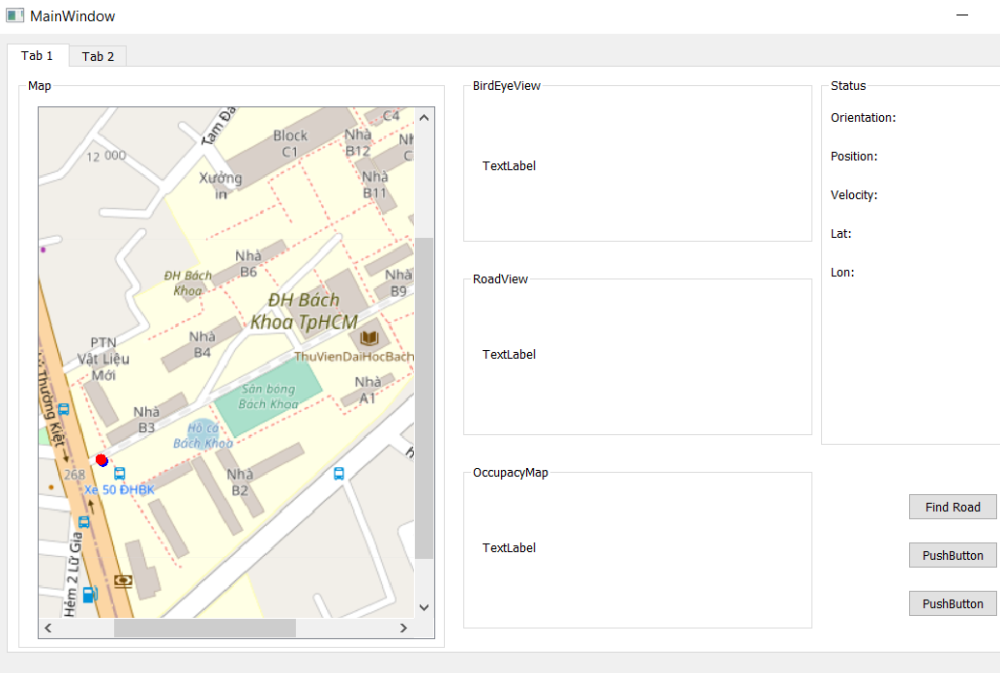 MainWindow
Tab 1
Tab 2
Map
Tam Đả
C4
Block
C1
Nhà
B12
12 000
Xưởng
in
Nhà
B11
Nhà
B6
ĐH Bách
Khoa
Nhà
B9
ĐH Bách
Khoa TpHCM
PTN
Vật Liệu
Mới
Nhà
B4
ThuVienDaiHocBach
Thường Kiệt
Sân bóng
Bách Khoa
Nhà
A1
Nhà
B3
Hồ cá
Bách Khoa
268
Xe 50 ĐHBK
Nhà
B2
Hẻm 2 Lữ Gia
BirdEyeView
TextLabel
RoadView
TextLabel
OccupacyMap
TextLabel
Status
Orientation:
Position:
Velocity:
Lat:
Lon:
Find Road
PushButton
PushButton